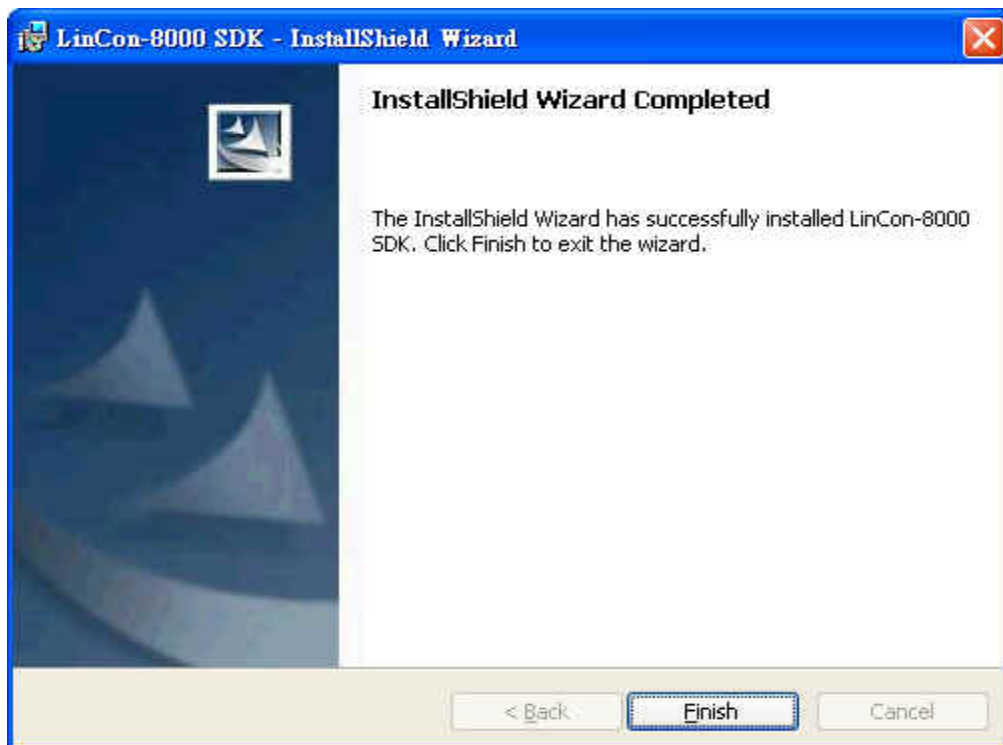 LinCon-8000 SDK - InstallShield Wizard
InstallShield Wizard Completed
The InstallShield Wizard has successfully installed LinCon-8000
SDK. Click Finish to exit the wizard.
< Back
Finish
Cancel